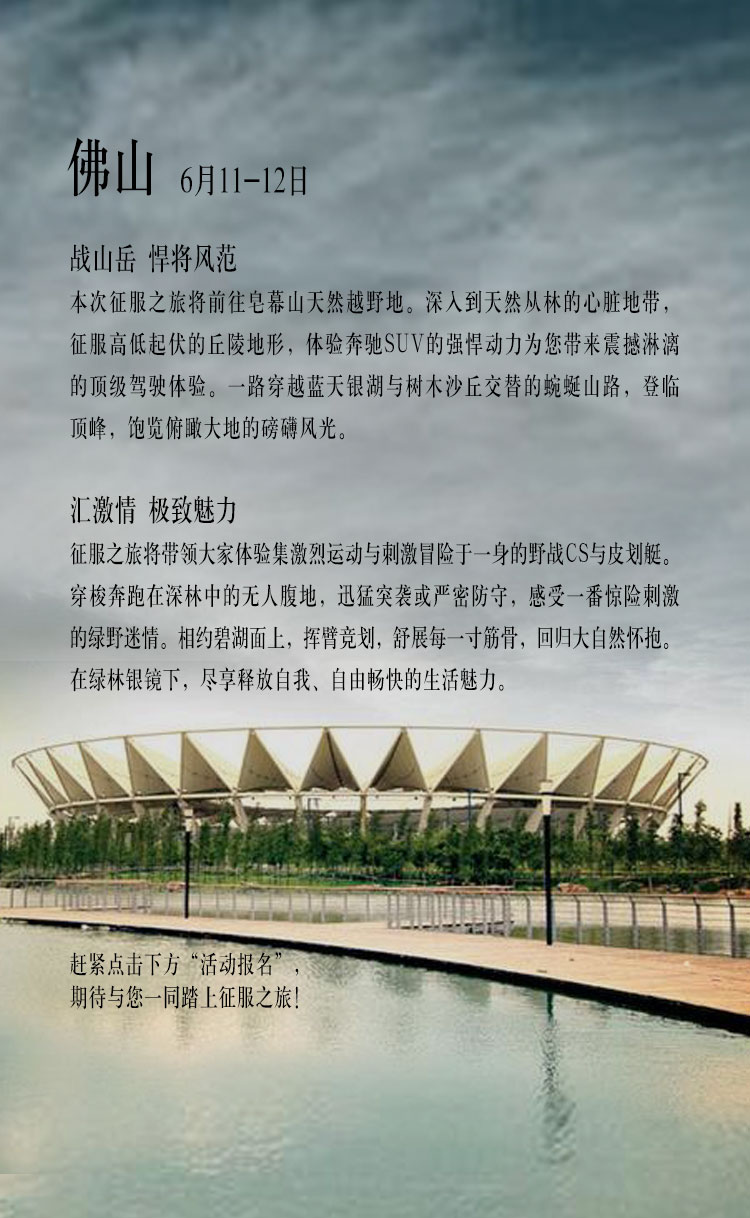 佛山 6月11-12日
战山岳 悍将风范
本次征服之旅将前往皂幕山天然越野地。深入到天然丛林的心脏地带，
征服高低起伏的丘陵地形，体验奔驰SUV的强悍动力为您带来震撼淋漓
的顶级驾驶体验。一路穿越蓝天银湖与树木沙丘交替的蜿蜒山路，登临
顶峰，饱览俯瞰大地的磅礴风光。
汇激情 极致魅力
征服之旅将带领大家体验集激烈运动与刺激冒险于一身的野战CS与皮划艇。
穿梭奔跑在深林中的无人腹地，迅猛突袭或严密防守，感受一番惊险刺激
的绿野迷情。相约碧湖面上，挥臂竞划，舒展每一寸筋骨，回归大自然怀抱。
在绿林银镜下，尽享释放自我、自由畅快的生活魅力。
赶紧点击下方“活动报名”，
期待与您一同踏上征服之旅！